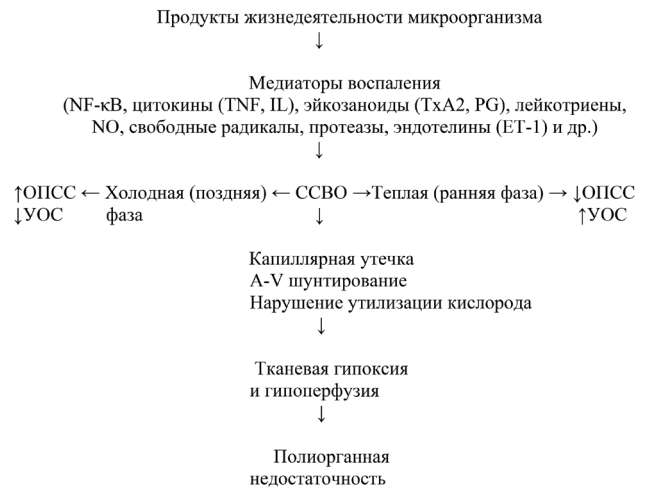 Продукты жизнедеятельности микроорганизма
↓
Медиаторы воспаления
(NF-κB, цитокины (TNF, IL), эйкозаноиды (TxA2, PG), лейкотриены,
NO, свободные радикалы, протеазы, эндотелины (ET-1) и др.)
↓
↑ОПСС ← Холодная (поздняя) ← ССВО →Теплая (ранняя фаза) → ↓ОПСС
↓УОС фаза ↓ ↑УОС
Капиллярная утечка
A-V шунтирование
Нарушение утилизации кислорода
↓
Тканевая гипоксия
и гипоперфузия
↓
Полиорганная
недостаточность